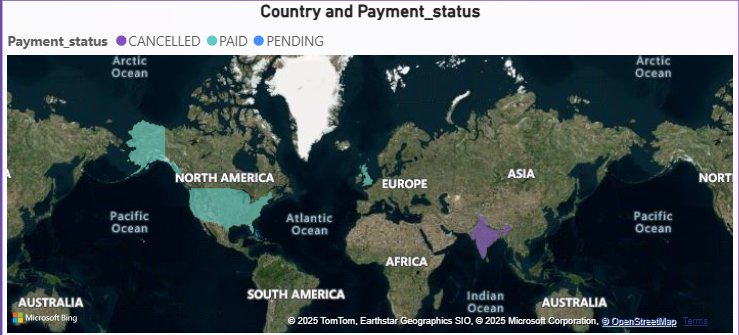 Country and Payment_status
Payment_status CANCELLED PAID PENDING
Arctic Ocean
Arctic Ocean
NORTH AMERICA
EUROPE
ASIA
NORT
A
Pacific Ocean
Atlantic Ocean
Pacific Ocean
AFRICA
SOUTH AMERICA
Indian Ocean
AUSTRALIA
AUSTRALIA
Microsoft Bing
© 2025 TomTom, Earthstar Geographics SIO, © 2025 Microsoft Corporation, © OpenStreetMap Terms